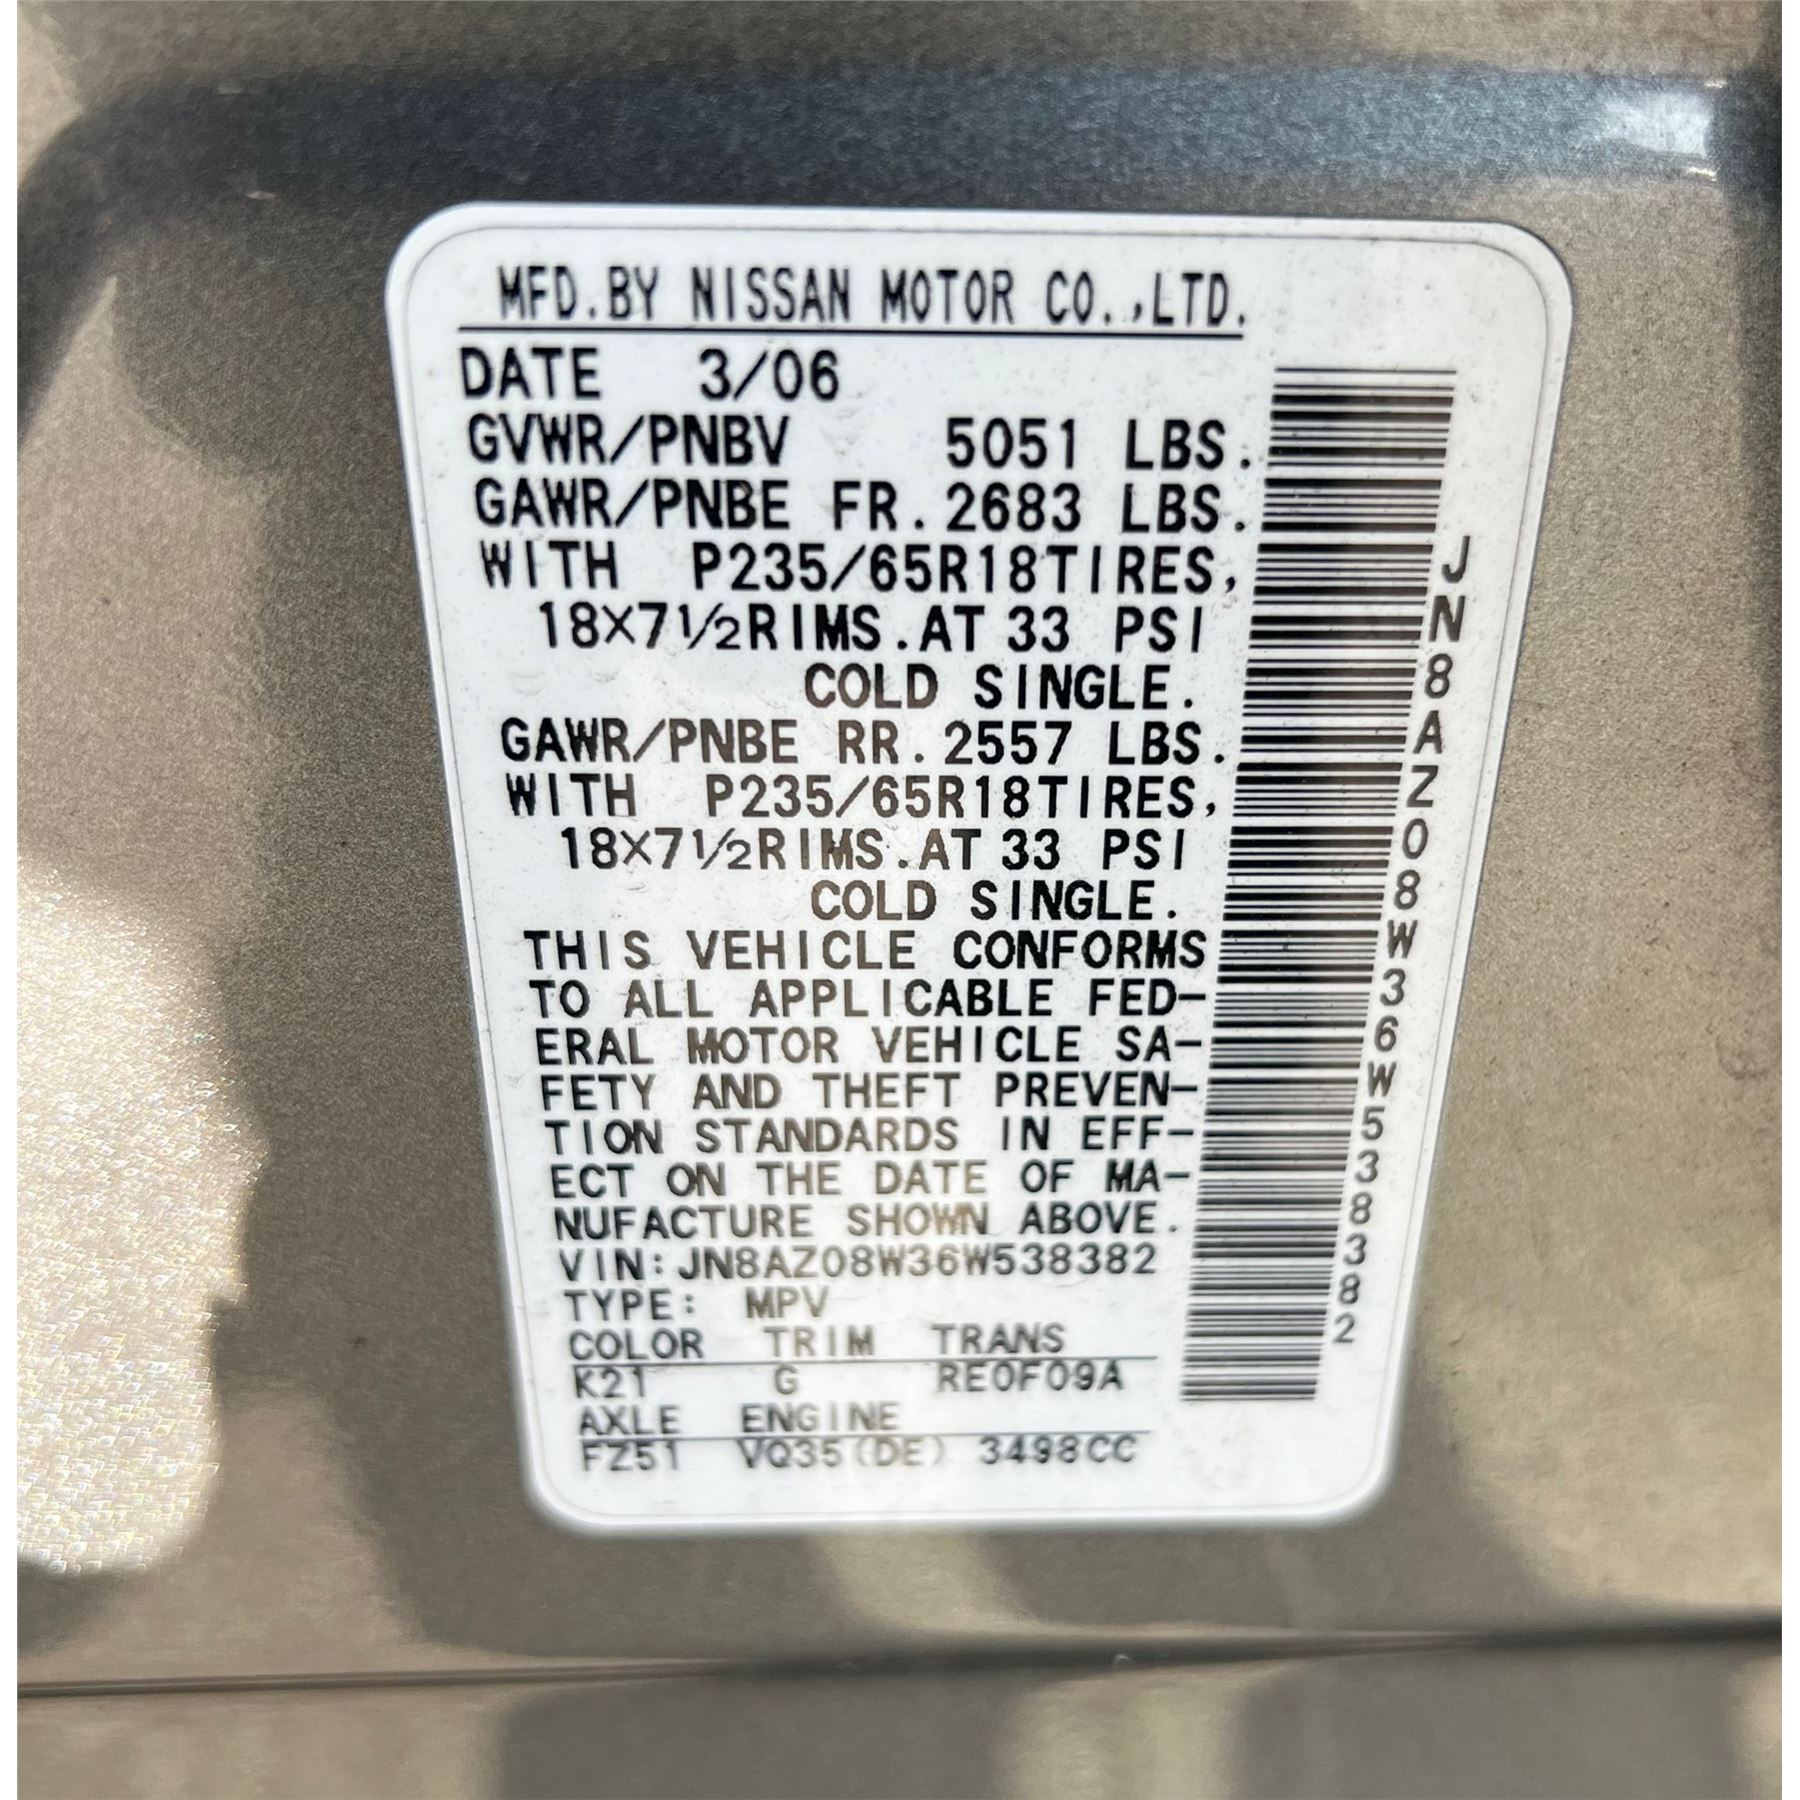 MFD.BY NISSAN MOTOR CO.,LTD.
DATE 3/06
GVWR/PNBV 5051 LBS.
GAWR/PNBE FR.2683 LBS.
WITH P235/65R18TIRES,
18×7½RIMS.AT 33 PSI
COLD SINGLE.
GAWR/PNBE RR.2557 LBS.
WITH P235/65R18TIRES,
18×7½RIMS.AT 33 PSI
COLD SINGLE.
THIS VEHICLE CONFORMS
TO ALL APPLICABLE FED-
ERAL MOTOR VEHICLE SA-
FETY AND THEFT PREVEN-
TION STANDARDS IN EFF-
ECT ON THE DATE OF MA-
NUFACTURE SHOWN ABOVE.
VIN:JN8AZ08W36W538382
TYPE: MPV
COLOR TRIM TRANS
K21 G RE0F09A
AXLE ENGINE
FZ51 VQ35(DE) 3498CC
JN8AZ08W36W538382